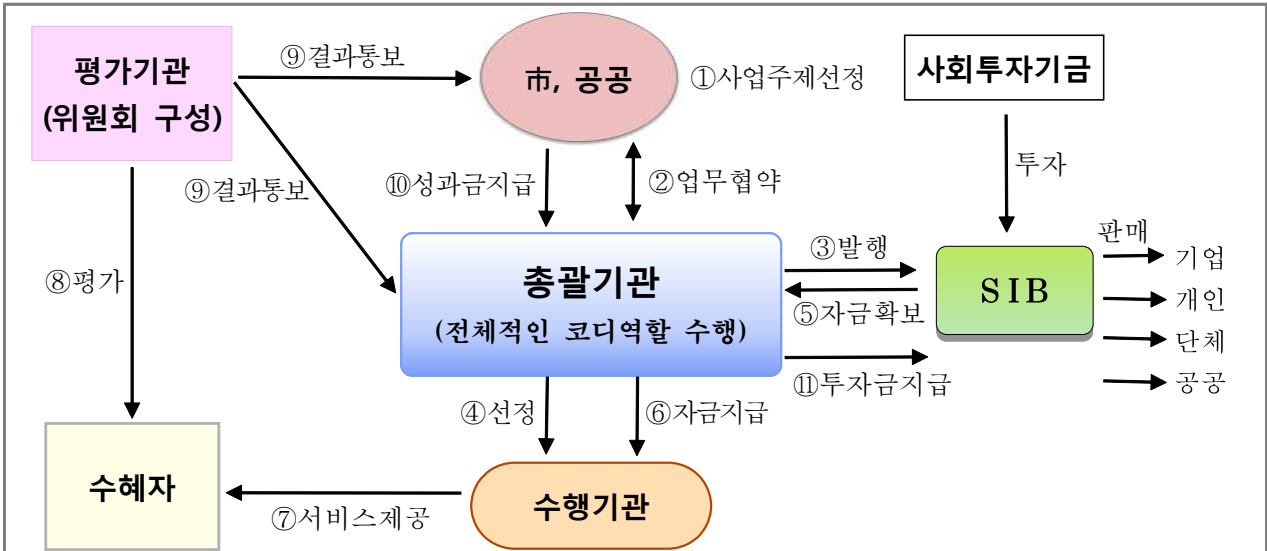 평가기관
(위원회 구성)
⑨결과통보
市, 공공
①사업주제선정
사회투자기금
⑨결과통보
⑩성과금지급
②업무협약
투자
⑧평가
총괄기관
(전체적인 코디역할 수행)
③발행
⑤자금확보
⑪투자금지급
SIB
판매
기업
개인
단체
공공
④선정
⑥자금지급
수혜자
⑦서비스제공
수행기관